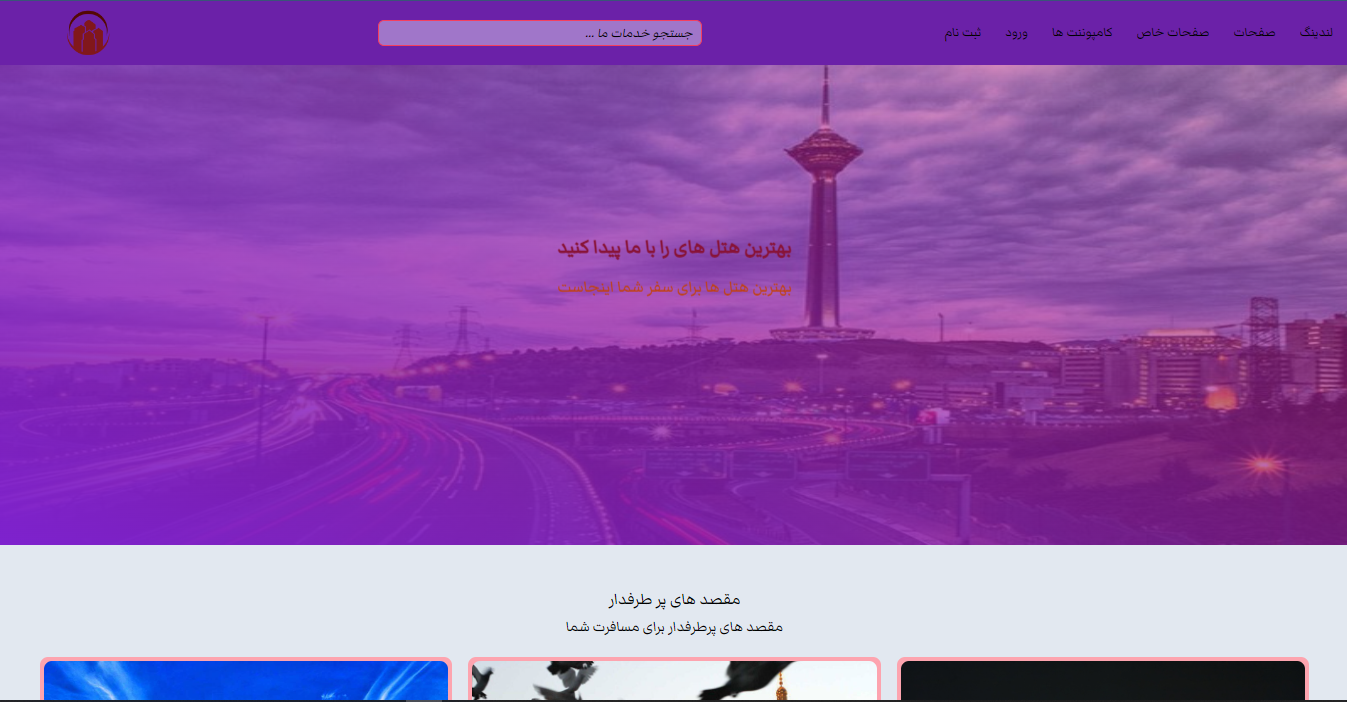 لندینگ صفحات صفحات خاص کامپوننت ها ورود ثبت نام
جستجو خدمات ما ...
بهترین هتل های را با ما پیدا کنید
بهترین هتل ها برای سفر شما اینجاست
مقصد های پر طرفدار
مقصد های پرطرفدار برای مسافرت شما